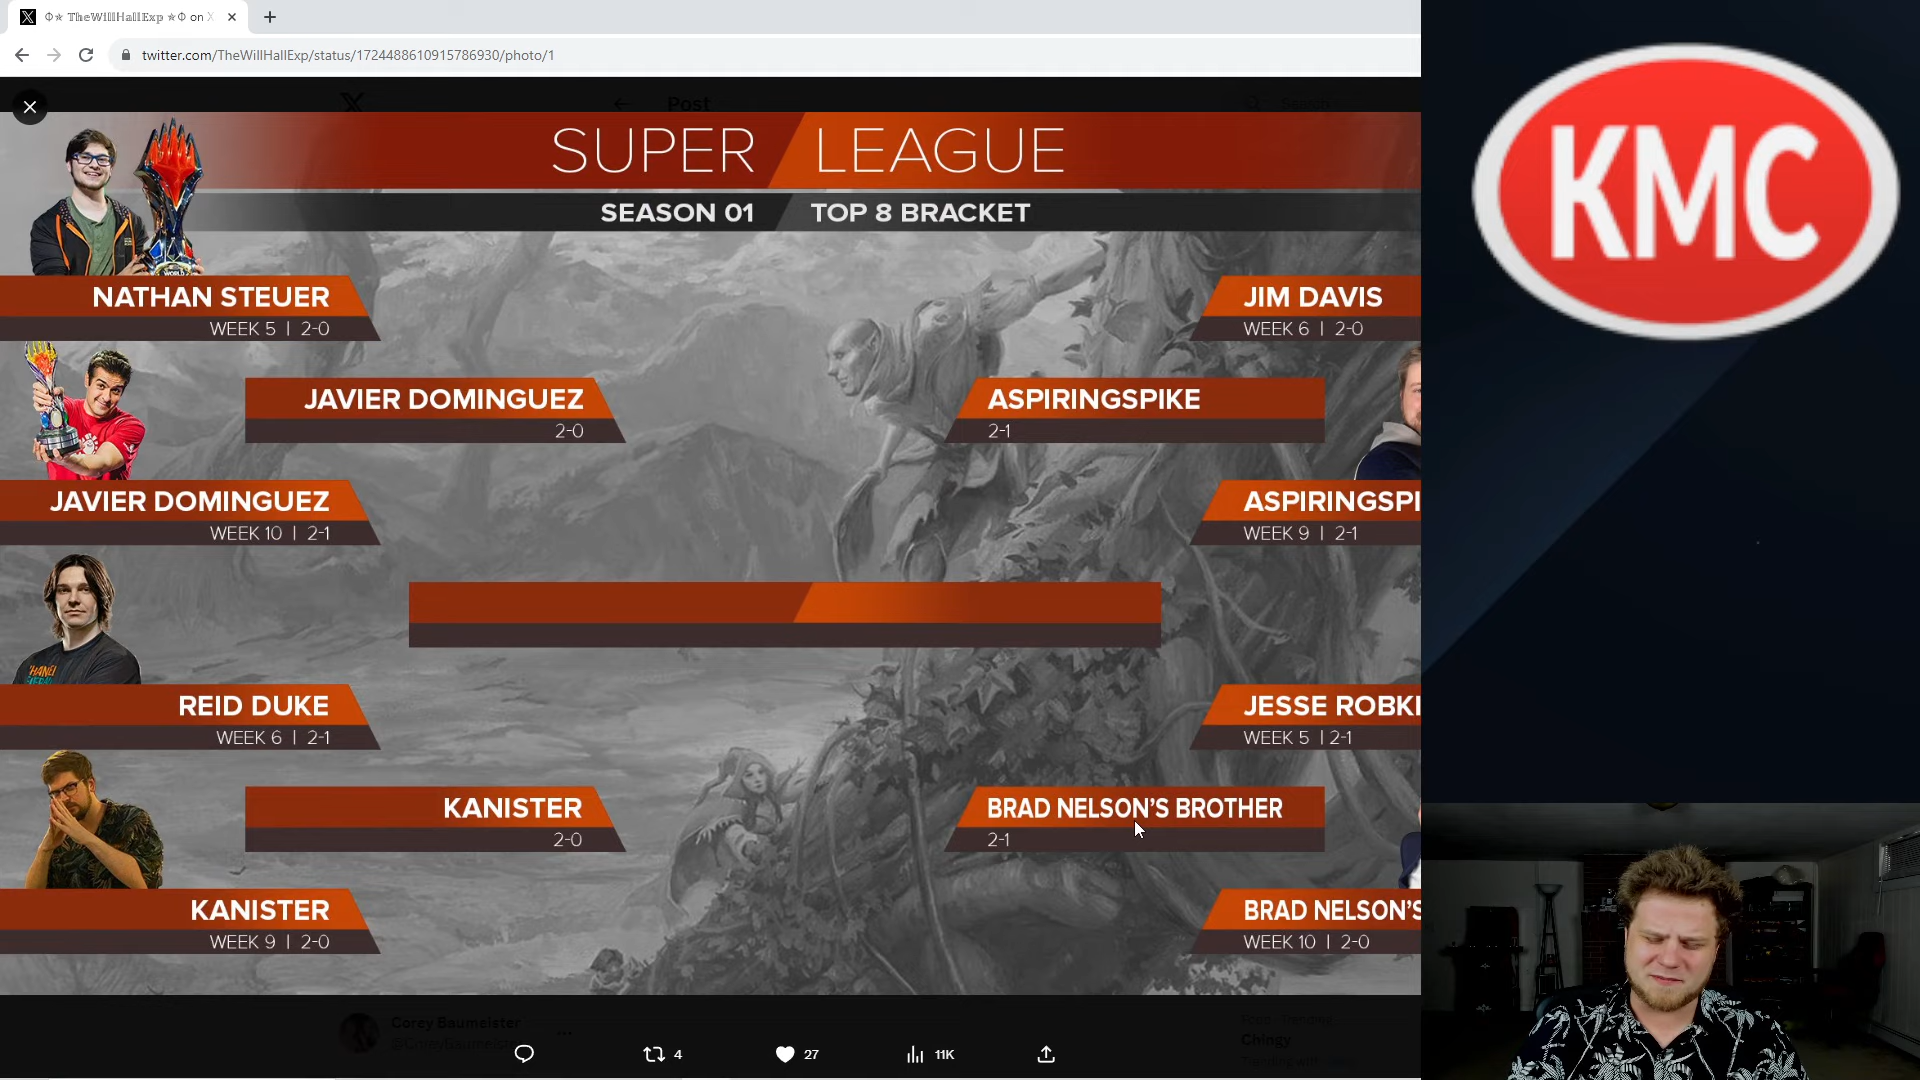 Φ★ TheWillHallExp ★Φ on X
twitter.com/TheWillHallExp/status/1724488610915786930/photo/1
Post
Search
KMC
SUPER LEAGUE
SEASON 01 TOP 8 BRACKET
NATHAN STEUER
WEEK 5 | 2-0
JIM DAVIS
WEEK 6 | 2-0
JAVIER DOMINGUEZ
2-0
ASPIRINGSPIKE
2-1
JAVIER DOMINGUEZ
WEEK 10 | 2-1
ASPIRINGSPI
WEEK 9 | 2-1
REID DUKE
WEEK 6 | 2-1
JESSE ROBKI
WEEK 5 | 2-1
KANISTER
2-0
BRAD NELSON'S BROTHER
2-1
KANISTER
WEEK 9 | 2-0
BRAD NELSON'S
WEEK 10 | 2-0
Corey Baumeister
Chingy
4
27
11K